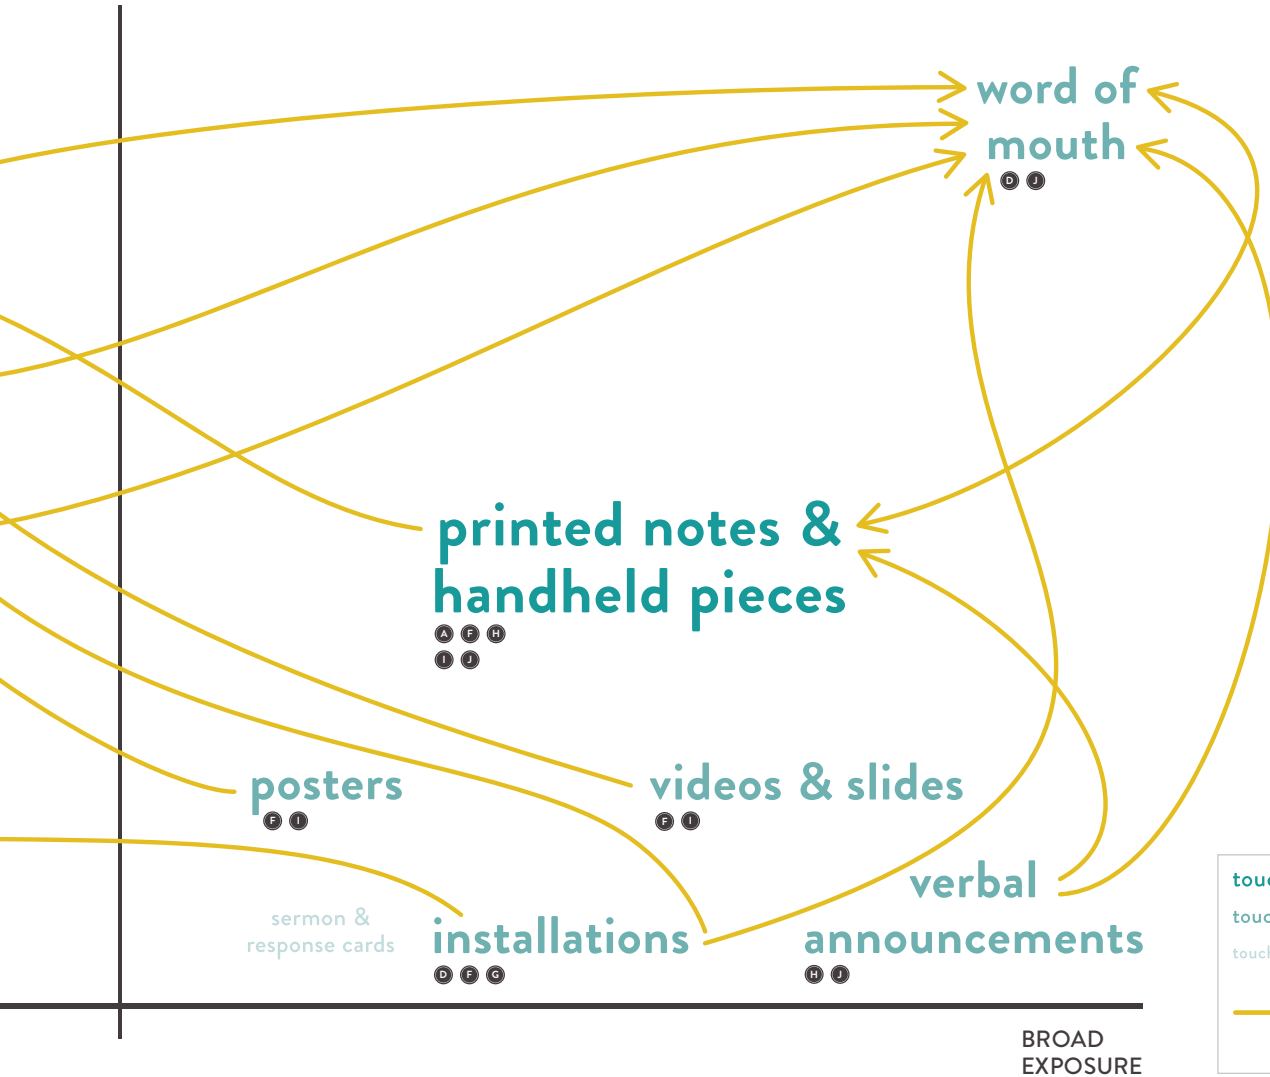 word of
mouth
D J
printed notes &
handheld pieces
A F H
I J
posters
F I
videos & slides
F I
verbal
announcements
H J
sermon &
response cards
installations
D F G
BROAD
EXPOSURE